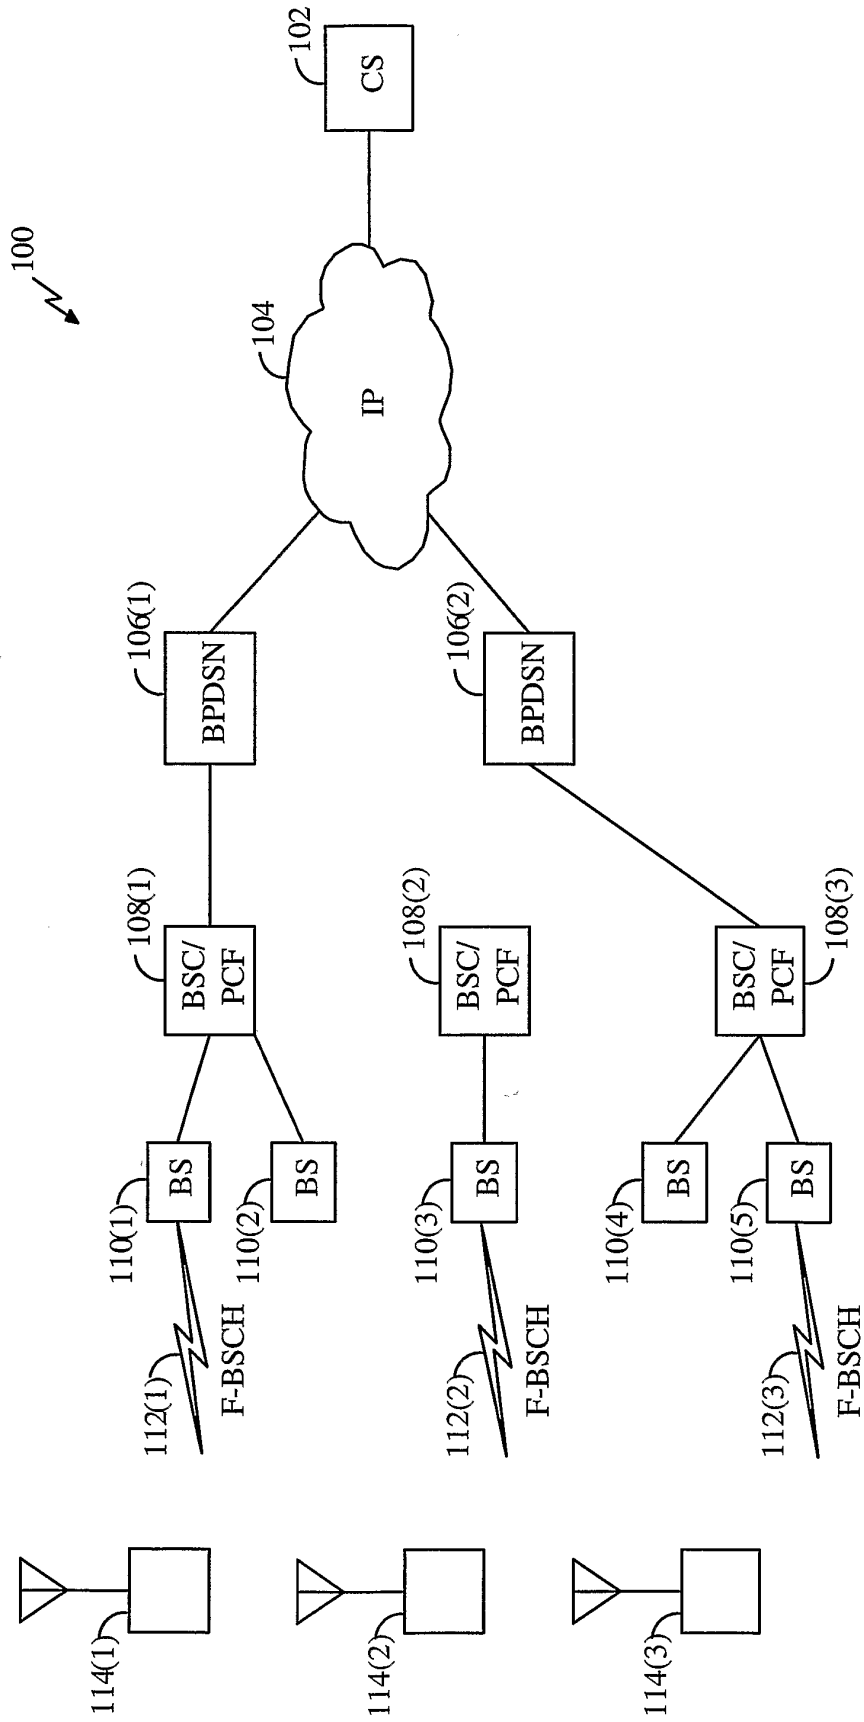 100
114(1)
112(1)
F-BSCH
110(1)
BS
110(2)
BS
108(1)
BSC/
PCF
106(1)
BPDSN
104
IP
102
CS
114(2)
112(2)
F-BSCH
110(3)
BS
108(2)
BSC/
PCF
106(2)
BPDSN
114(3)
112(3)
F-BSCH
110(4)
BS
110(5)
BS
108(3)
BSC/
PCF